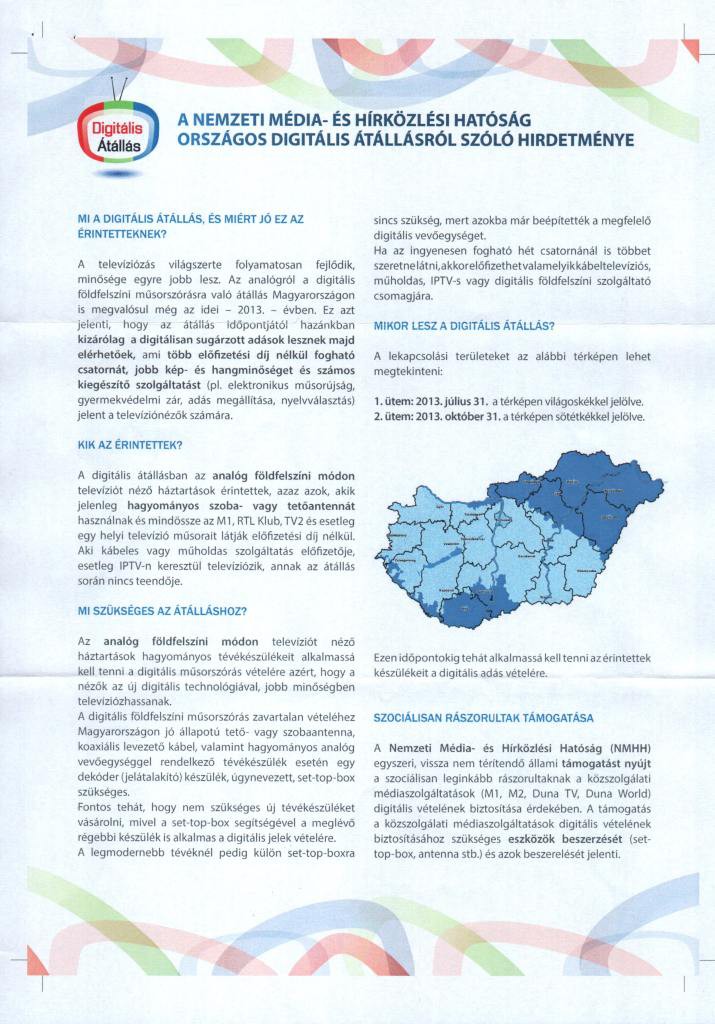 Digitális
Átállás
A NEMZETI MÉDIA- ÉS HÍRKÖZLÉSI HATÓSÁG
ORSZÁGOS DIGITÁLIS ÁTÁLLÁSRÓL SZÓLÓ HIRDETMÉNYE
MI A DIGITÁLIS ÁTÁLLÁS, ÉS MIÉRT JÓ EZ AZ
ÉRINTETTEKNEK?
A televíziózás világszerte folyamatosan fejlődik,
minősége egyre jobb lesz. Az analógról a digitális
földfelszíni műsorszórásra való átállás Magyarországon
is megvalósul még az idei – 2013. – évben. Ez azt
jelenti, hogy az átállás időpontjától hazánkban
kizárólag a digitálisan sugárzott adások lesznek majd
elérhetőek, ami több előfizetési díj nélkül fogható
csatornát, jobb kép- és hangminőséget és számos
kiegészítő szolgáltatást (pl. elektronikus műsorújság,
gyermekvédelmi zár, adás megállítása, nyelvválasztás)
jelent a televíziónézők számára.
KIK AZ ÉRINTETTEK?
A digitális átállásban az analóg földfelszíni módon
televíziót néző háztartások érintettek, azaz azok, akik
jelenleg hagyományos szoba- vagy tetőantennát
használnak és mindössze az M1, RTL Klub, TV2 és esetleg
egy helyi televízió műsorait látják előfizetési díj nélkül.
Aki kábeles vagy műholdas szolgáltatás előfizetője,
esetleg IPTV-n keresztül televíziózik, annak az átállás
során nincs teendője.
MI SZÜKSÉGES AZ ÁTÁLLÁSHOZ?
Az analóg földfelszíni módon televíziót néző
háztartások hagyományos tévékészülékeit alkalmassá
kell tenni a digitális műsorszórás vételére azért, hogy a
nézők az új digitális technológiával, jobb minőségben
televíziózhassanak.
A digitális földfelszíni műsorszórás zavartalan vételéhez
Magyarországon jó állapotú tető- vagy szobaantenna,
koaxiális levezető kábel, valamint hagyományos analóg
vevőegységgel rendelkező tévékészülék esetén egy
dekóder (jelátalakító) készülék, úgynevezett, set-top-box
szükséges.
Fontos tehát, hogy nem szükséges új tévékészüléket
vásárolni, mivel a set-top-box segítségével a meglévő
régebbi készülék is alkalmas a digitális jelek vételére.
A legmodernebb tévéknél pedig külön set-top-boxra
sincs szükség, mert azokba már beépítették a megfelelő
digitális vevőegységet.
Ha az ingyenesen fogható hét csatornánál is többet
szeretne látni, akkor előfizethet valamelyik kábeltelevíziós,
műholdas, IPTV-s vagy digitális földfelszíni szolgáltató
csomagjára.
MIKOR LESZ A DIGITÁLIS ÁTÁLLÁS?
A lekapcsolási területeket az alábbi térképen lehet
megtekinteni:
1. ütem: 2013. július 31. a térképen világoskékkel jelölve.
2. ütem: 2013. október 31. a térképen sötétkékkel jelölve.
Ezen időpontokig tehát alkalmassá kell tenni az érintettek
készülékeit a digitális adás vételére.
SZOCIÁLISAN RÁSZORULTAK TÁMOGATÁSA
A Nemzeti Média- és Hírközlési Hatóság (NMHH)
egyszeri, vissza nem térítendő állami támogatást nyújt
a szociálisan leginkább rászorultaknak a közszolgálati
médiaszolgáltatások (M1, M2, Duna TV, Duna World)
digitális vételének biztosítása érdekében. A támogatás
a közszolgálati médiaszolgáltatások digitális vételének
biztosításához szükséges eszközök beszerzését (set-
top-box, antenna stb.) és azok beszerelését jelenti.